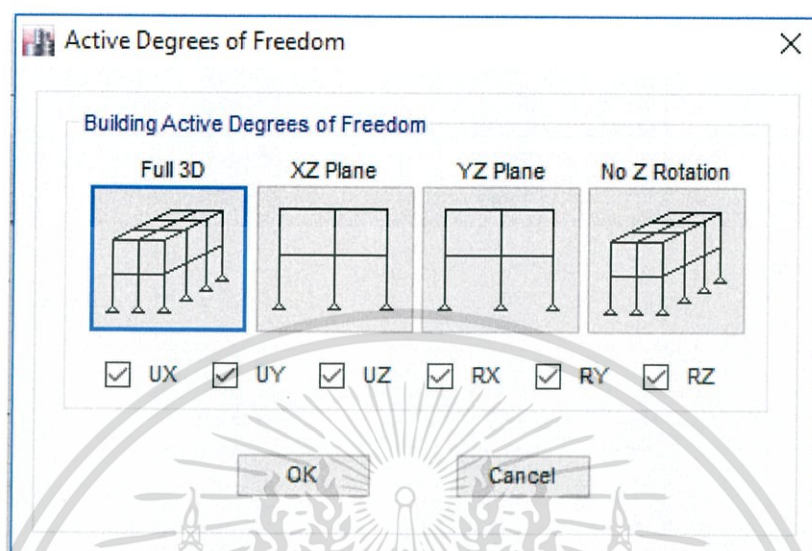 Active Degrees of Freedom
Building Active Degrees of Freedom
Full 3D XZ Plane YZ Plane No Z Rotation
UX UY UZ RX RY RZ
OK Cancel